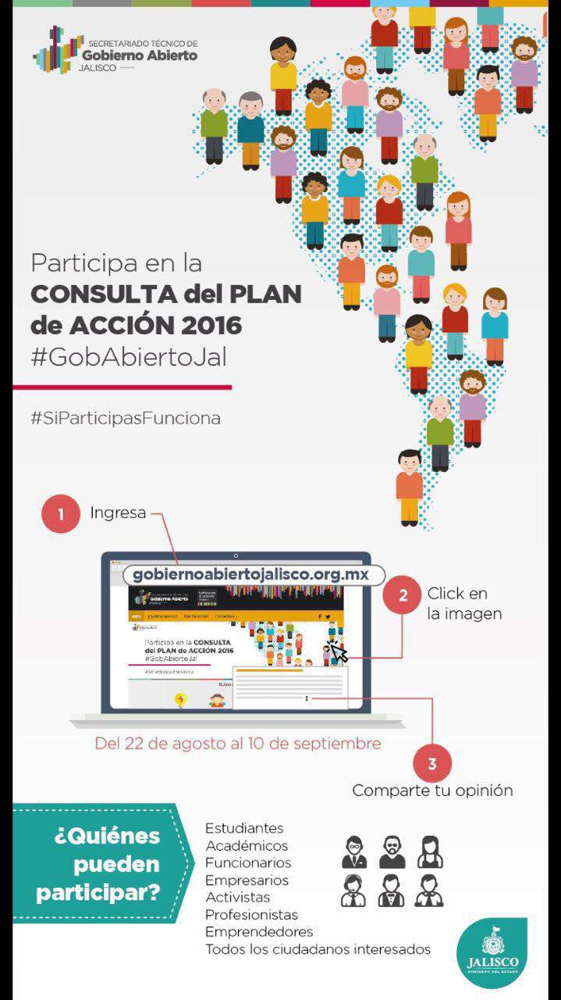 SECRETARIADO TÉCNICO DE
Gobierno Abierto
JALISCO
Participa en la
CONSULTA del PLAN
de ACCIÓN 2016
#GobAbiertoJal
#SiParticipasFunciona
1 Ingresa
gobiernoabiertojalisco.org.mx
Gobierno Abierto
Participa en la CONSULTA
del PLAN de ACCIÓN 2016
#GobAbiertoJal
#SiParticipasFunciona
2 Click en
la imagen
Del 22 de agosto al 10 de septiembre
3
Comparte tu opinión
¿Quiénes
pueden
participar?
Estudiantes
Académicos
Funcionarios
Empresarios
Activistas
Profesionistas
Emprendedores
Todos los ciudadanos interesados
JALISCO
GOBIERNO DEL ESTADO